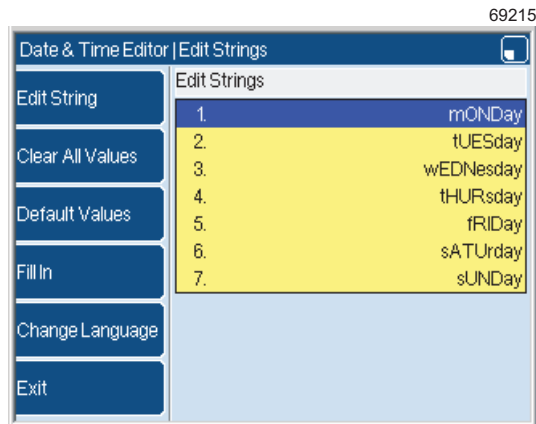 69215
Date & Time Editor | Edit Strings
Edit String
Clear All Values
Default Values
Fill In
Change Language
Exit
Edit Strings
1. mONDay
2. tUESday
3. wEDNesday
4. tHURsday
5. fRIDay
6. sATUrday
7. sUNDay